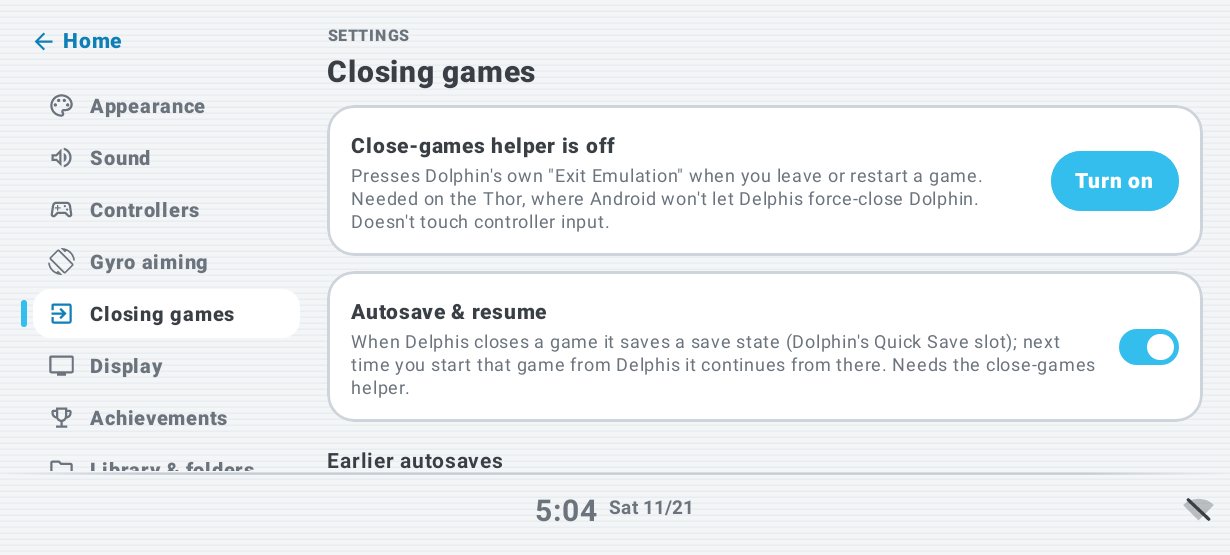 Home
Appearance
Sound
Controllers
Gyro aiming
Closing games
Display
Achievements
Library & folders
SETTINGS
Closing games
Close-games helper is off
Presses Dolphin's own "Exit Emulation" when you leave or restart a game.
Needed on the Thor, where Android won't let Delphis force-close Dolphin.
Doesn't touch controller input.
Turn on
Autosave & resume
When Delphis closes a game it saves a save state (Dolphin's Quick Save slot); next
time you start that game from Delphis it continues from there. Needs the close-games
helper.
Earlier autosaves
5:04 Sat 11/21